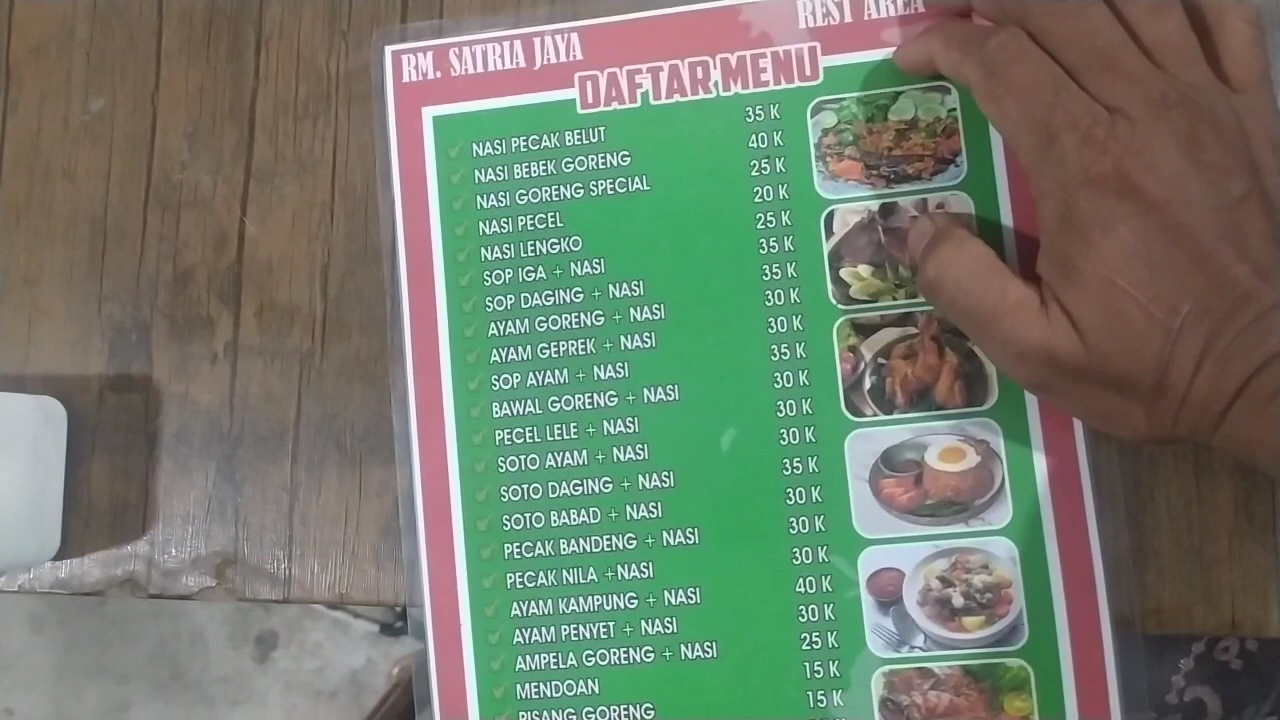 RM. SATRIA JAYA
REST AREA
DAFTAR MENU
NASI PECAK BELUT 35 K
NASI BEBEK GORENG 40 K
NASI GORENG SPECIAL 25 K
NASI PECEL 20 K
NASI LENGKO 25 K
SOP IGA + NASI 35 K
SOP DAGING + NASI 35 K
AYAM GORENG + NASI 30 K
AYAM GEPREK + NASI 30 K
SOP AYAM + NASI 35 K
BAWAL GORENG + NASI 30 K
PECEL LELE + NASI 30 K
SOTO AYAM + NASI 30 K
SOTO DAGING + NASI 35 K
SOTO BABAD + NASI 30 K
PECAK BANDENG + NASI 30 K
PECAK NILA +NASI 30 K
AYAM KAMPUNG + NASI 40 K
AYAM PENYET + NASI 30 K
AMPELA GORENG + NASI 25 K
MENDOAN 15 K
PISANG GORENG 15 K